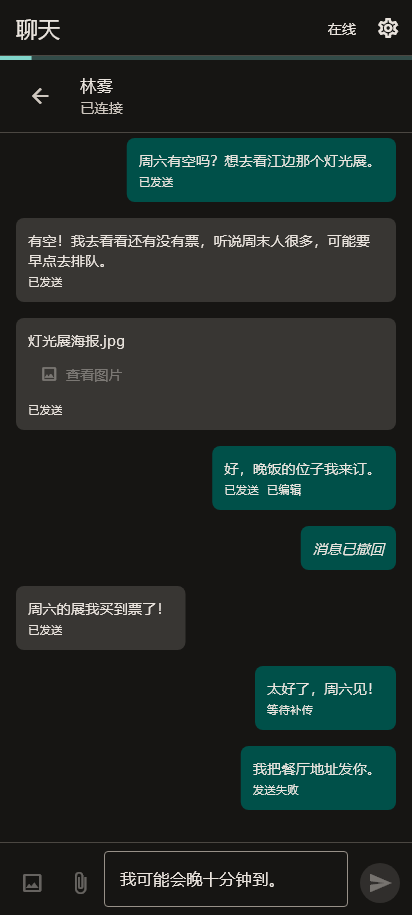 聊天
在线
林雾
已连接
周六有空吗？想去看江边那个灯光展。
已发送
有空！我去看看还有没有票，听说周末人很多，可能要
早点去排队。
已发送
灯光展海报.jpg
查看图片
已发送
好，晚饭的位子我来订。
已发送 已编辑
消息已撤回
周六的展我买到票了！
已发送
太好了，周六见！
等待补传
我把餐厅地址发你。
发送失败
我可能会晚十分钟到。